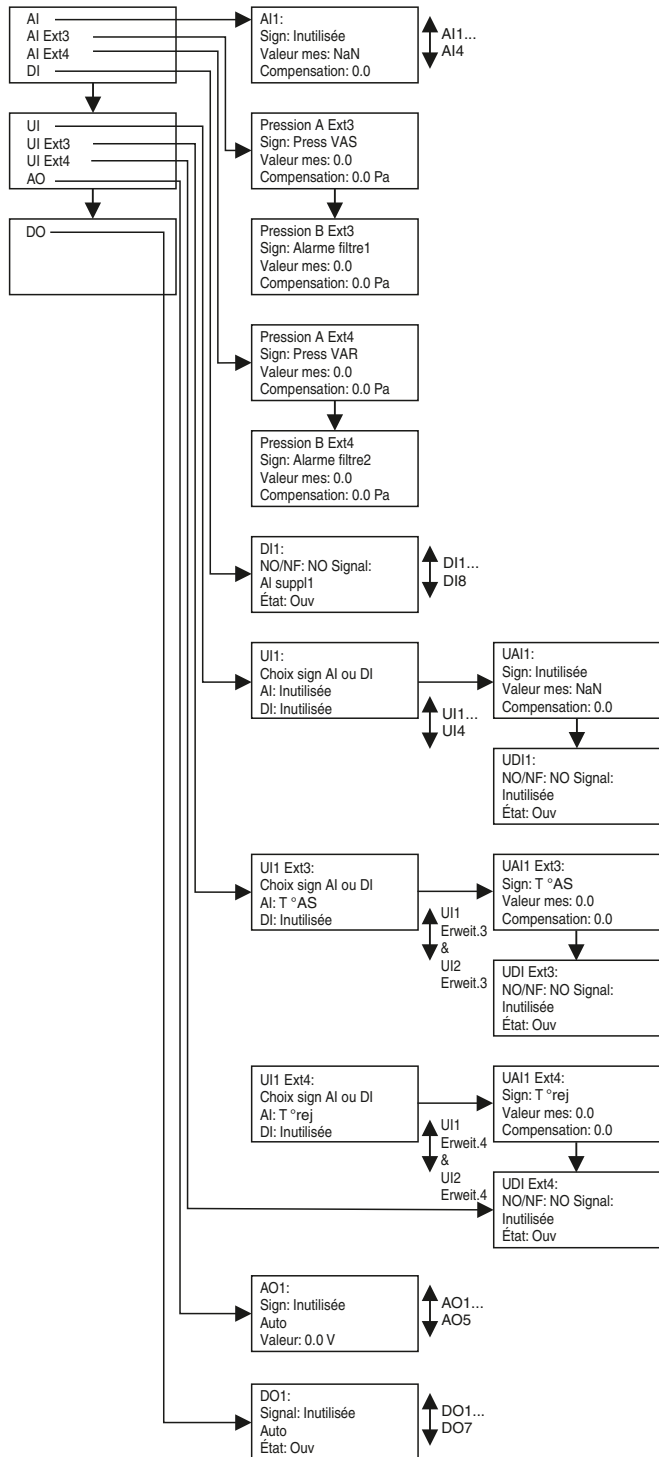 AI
AI Ext3
AI Ext4
DI
UI
UI Ext3
UI Ext4
AO
DO
AI1:
Sign: Inutilisée
Valeur mes: NaN
Compensation: 0.0
AI1...
AI4
Pression A Ext3
Sign: Press VAS
Valeur mes: 0.0
Compensation: 0.0 Pa
Pression B Ext3
Sign: Alarme filtre1
Valeur mes: 0.0
Compensation: 0.0 Pa
Pression A Ext4
Sign: Press VAR
Valeur mes: 0.0
Compensation: 0.0 Pa
Pression B Ext4
Sign: Alarme filtre2
Valeur mes: 0.0
Compensation: 0.0 Pa
DI1:
NO/NF: NO Signal:
Al suppl1
État: Ouv
DI1...
DI8
UI1:
Choix sign AI ou DI
AI: Inutilisée
DI: Inutilisée
UI1...
UI4
UAI1:
Sign: Inutilisée
Valeur mes: NaN
Compensation: 0.0
UDI1:
NO/NF: NO Signal:
Inutilisée
État: Ouv
UI1 Ext3:
Choix sign AI ou DI
AI: T °AS
DI: Inutilisée
UI1
Erweit.3
&
UI2
Erweit.3
UAI1 Ext3:
Sign: T °AS
Valeur mes: 0.0
Compensation: 0.0
UDI Ext3:
NO/NF: NO Signal:
Inutilisée
État: Ouv
UI1 Ext4:
Choix sign AI ou DI
AI: T °rej
DI: Inutilisée
UI1
Erweit.4
&
UI2
Erweit.4
UAI1 Ext4:
Sign: T °rej
Valeur mes: 0.0
Compensation: 0.0
UDI Ext4:
NO/NF: NO Signal:
Inutilisée
État: Ouv
AO1:
Sign: Inutilisée
Auto
Valeur: 0.0 V
AO1...
AO5
DO1:
Signal: Inutilisée
Auto
État: Ouv
DO1...
DO7